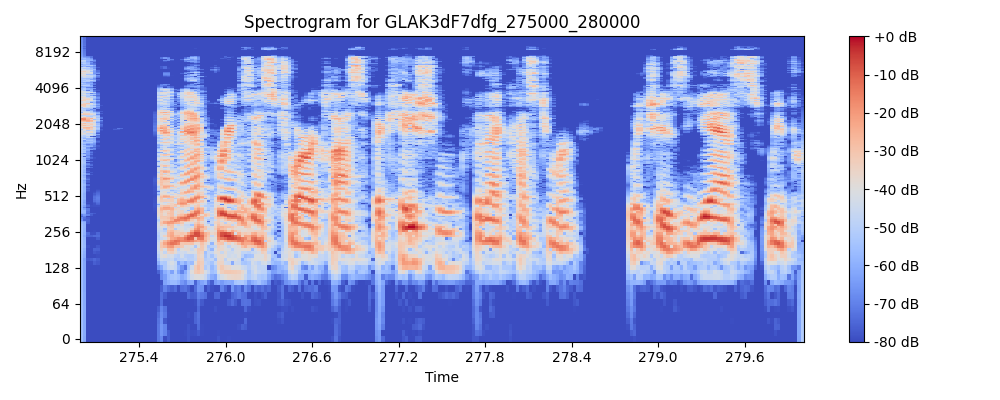 Spectrogram for GLAK3dF7dfg_275000_280000
8192
4096
2048
1024
512
256
128
64
0
Hz
275.4 276.0 276.6 277.2 277.8 278.4 279.0 279.6
Time
+0 dB
-10 dB
-20 dB
-30 dB
-40 dB
-50 dB
-60 dB
-70 dB
-80 dB